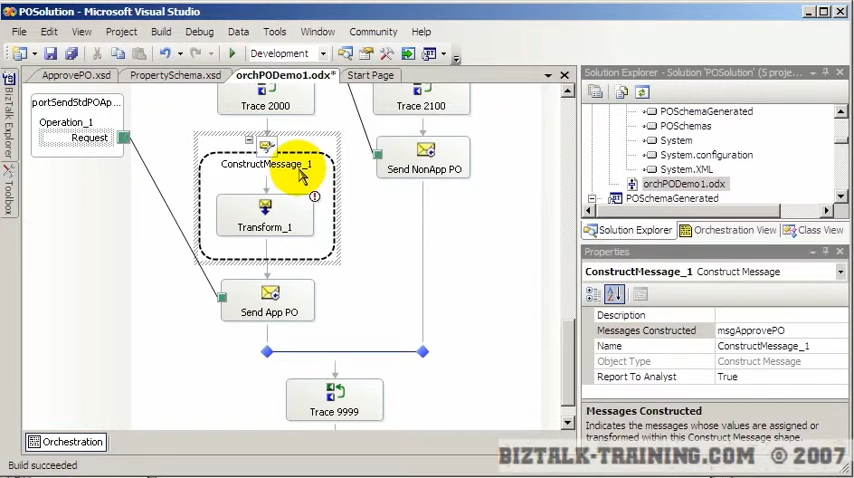 POSolution - Microsoft Visual Studio
File Edit View Project Build Debug Tools Window Community Help
Development
ApprovePO.xsd PropertySchema.xsd orchPODemo1.odx* Start Page
BizTalk Explorer
Toolbox
portSendStdPOAp...
Operation_1
Request
Trace 2000
Trace 2100
ConstructMessage_1
Transform_1
Send NonApp PO
Send App PO
Trace 9999
Orchestration
Build succeeded
Solution Explorer - Solution 'POSolution' (5 proje...
POSchemaGenerated
POSchemas
System
System.configuration
System.XML
orchPODemo1.odx
POSchemaGenerated
Solution Explorer Orchestration View Class View
Properties
ConstructMessage_1 Construct Message
Description
Messages Constructed msgApprovePO
Name ConstructMessage_1
Object Type Construct Message
Report To Analyst True
Messages Constructed
Indicates the messages whose values are assigned or
transformed within this Construct Message shape.
BIZTALK-TRAINING.COM © 2007